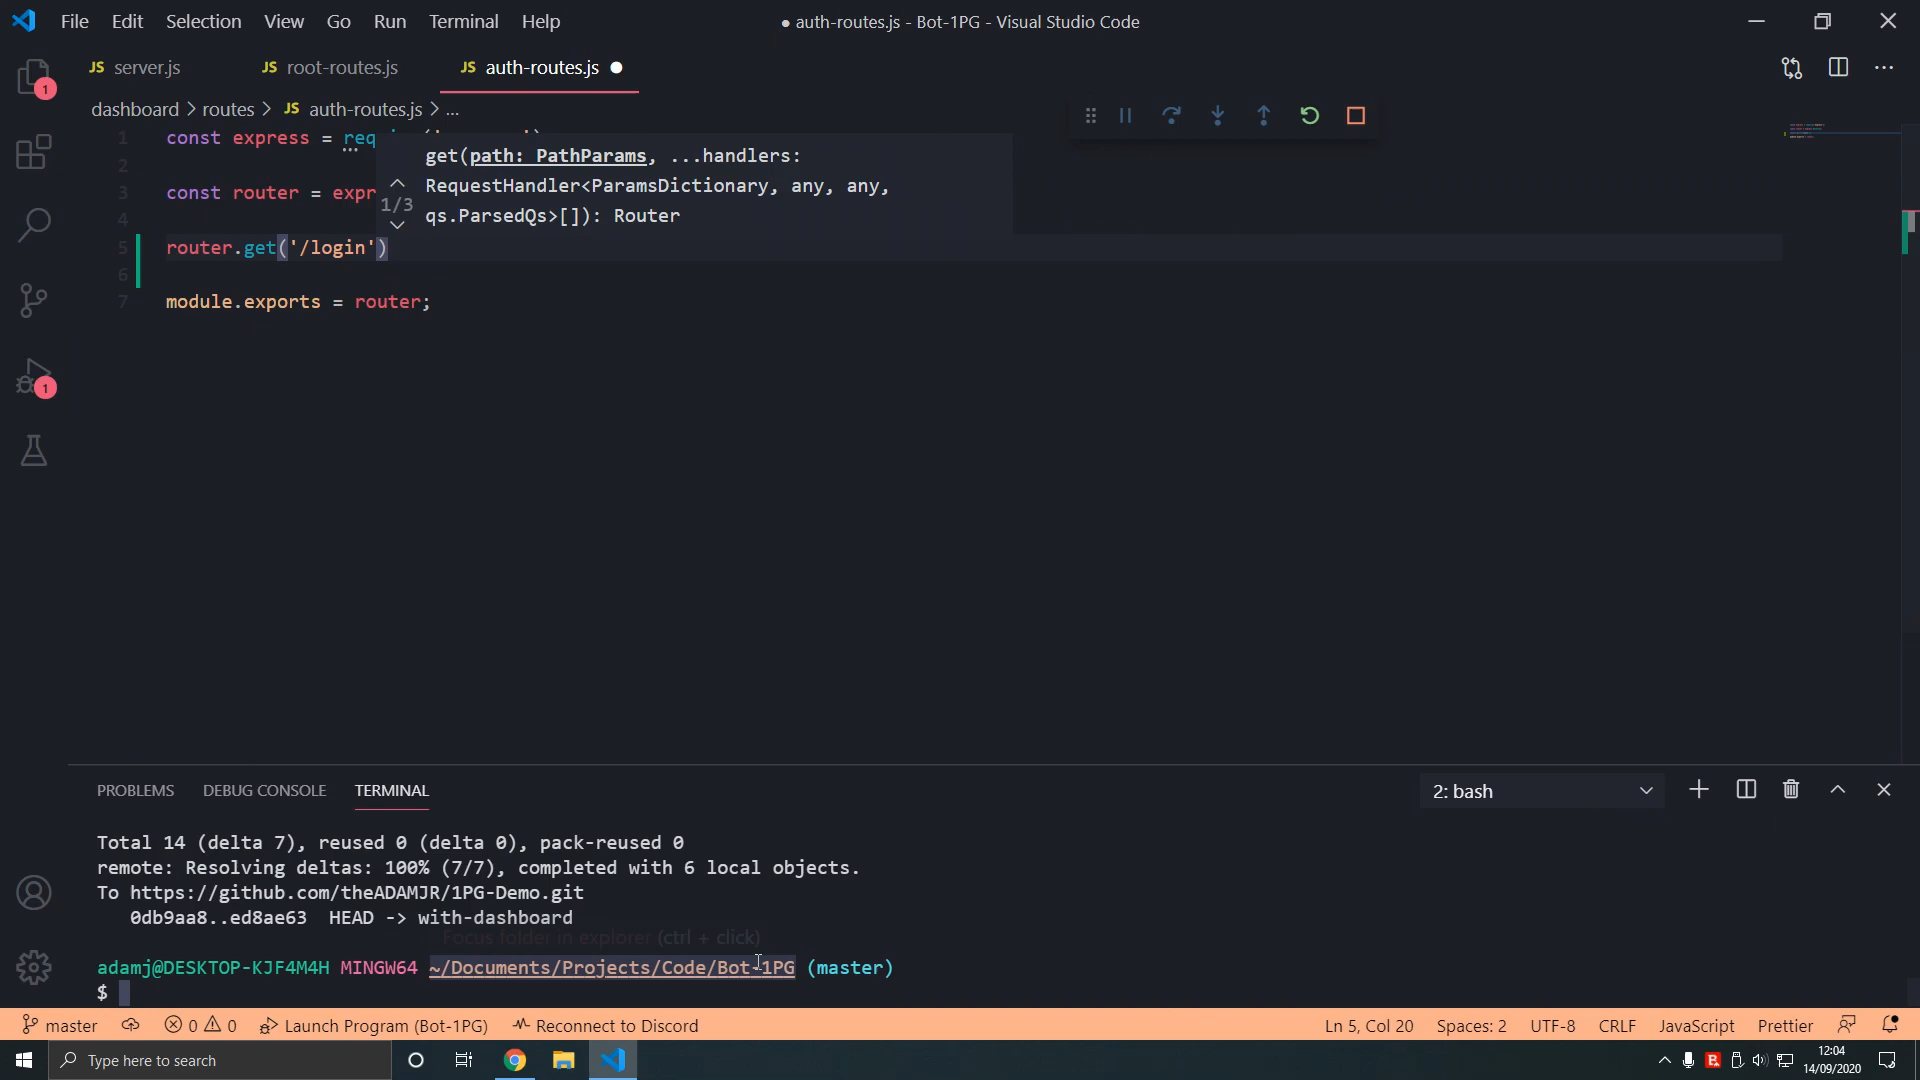 File Edit Selection View Go Run Terminal Help
● auth-routes.js - Bot-1PG - Visual Studio Code
JS server.js JS root-routes.js JS auth-routes.js ●
dashboard > routes > JS auth-routes.js > ...
1 const express = req
get(path: PathParams, ...handlers:
RequestHandler<ParamsDictionary, any, any,
qs.ParsedQs>[]): Router
1/3
2
3 const router = expr
4
5 router.get('/login')
6
7 module.exports = router;
1
1
PROBLEMS DEBUG CONSOLE TERMINAL
2: bash
Total 14 (delta 7), reused 0 (delta 0), pack-reused 0
remote: Resolving deltas: 100% (7/7), completed with 6 local objects.
To https://github.com/theADAMJR/1PG-Demo.git
0db9aa8..ed8ae63 HEAD -> with-dashboard
Focus folder in explorer (ctrl + click)
adamj@DESKTOP-KJF4M4H MINGW64 ~/Documents/Projects/Code/Bot-1PG (master)
$
master 0 0 Launch Program (Bot-1PG) Reconnect to Discord
Ln 5, Col 20 Spaces: 2 UTF-8 CRLF JavaScript Prettier
Type here to search
12:04
14/09/2020